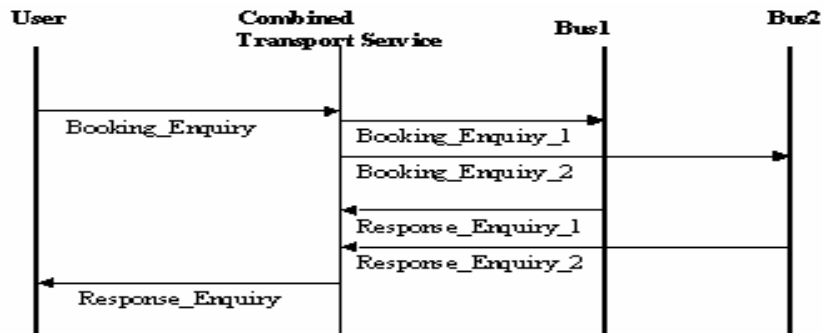 User
Combined
Transport Service
Bus1
Bus2
Booking_Enquiry
Booking_Enquiry_1
Booking_Enquiry_2
Response_Enquiry_1
Response_Enquiry_2
Response_Enquiry